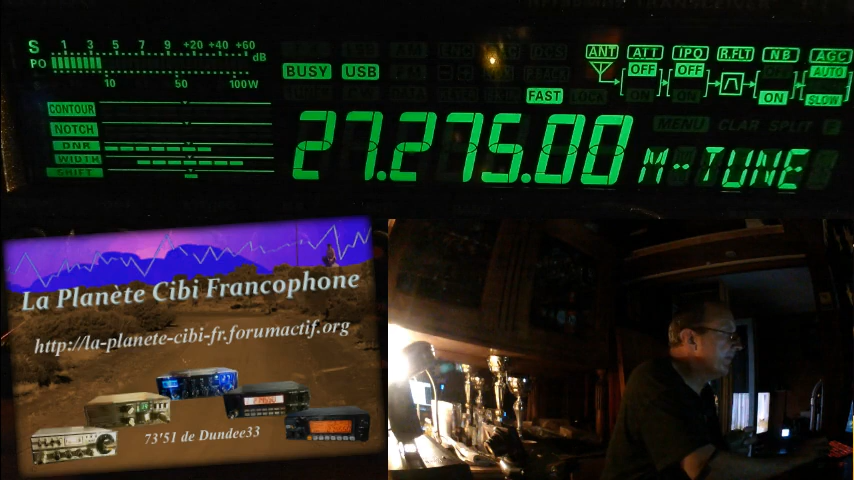 S 1 3 5 7 9 +20 +40 +60 dB
PO 10 50 100W
BUSY USB
FAST LOCK
ANT ATT IPO R.FLT NB AGC
OFF OFF AUTO
ON ON ON SLOW
CONTOUR
NOTCH
DNR
WIDTH
SHIFT
27.275.00
MENU CLAR SPLIT
M--TUNE
La Planète Cibi Francophone
http://la-planete-cibi-fr.forumactif.org
73'51 de Dundee33